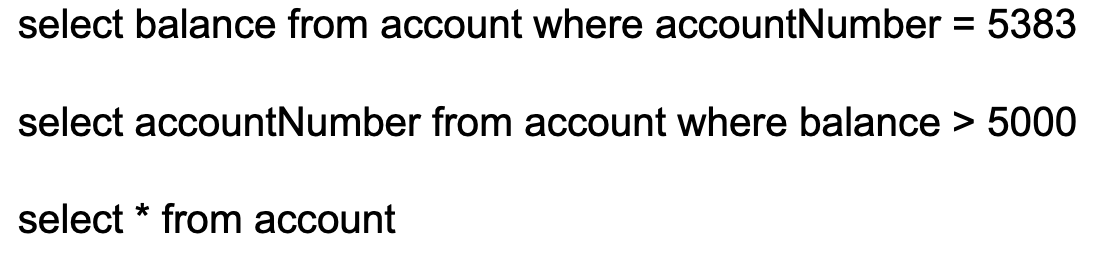 select balance from account where accountNumber = 5383
select accountNumber from account where balance > 5000
select * from account